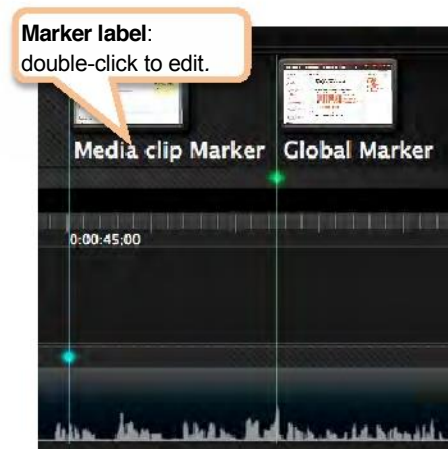 Marker label:
double-click to edit.
Media clip Marker
Global Marker
0:00:45;00